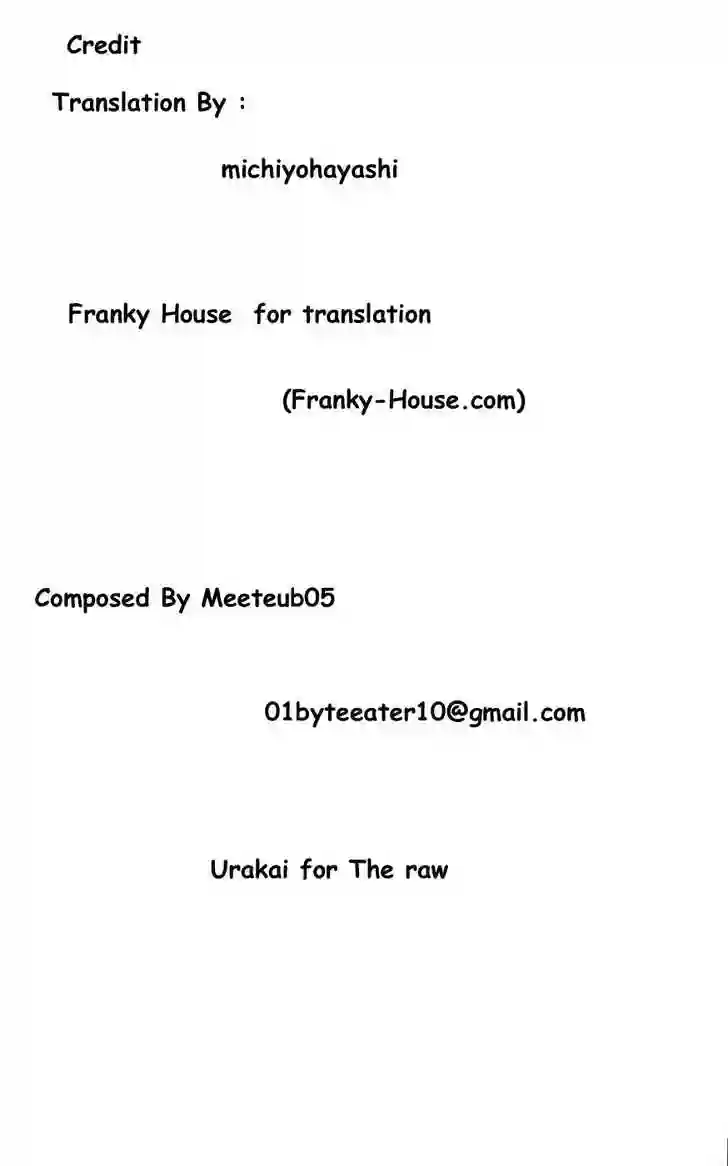 Credit
Translation By :
michiyohayashi
Franky House for translation
(Franky-House.com)
Composed By Meeteub05
01byteeater10@gmail.com
Urakai for The raw